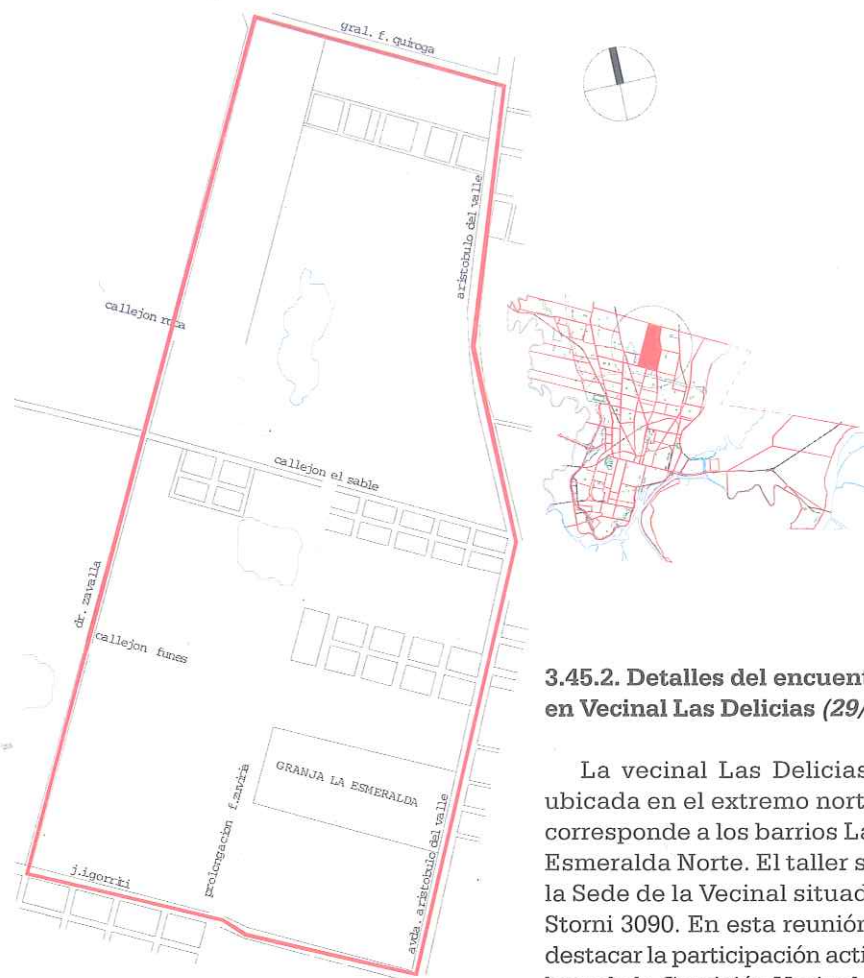 gral. f. quiroga
aristobulo del valle
callejon roca
callejon el sable
dr. zavalla
callejon funes
GRANJA LA ESMERALDA
prolongacion f.zuviria
avda. aristobulo del valle
j.igorriti
3.45.2. Detalles del encuent
en Vecinal Las Delicias (29/
La vecinal Las Delicias
ubicada en el extremo nort
corresponde a los barrios La
Esmeralda Norte. El taller s
la Sede de la Vecinal situad
Storni 3090. En esta reunión
destacar la participación acti